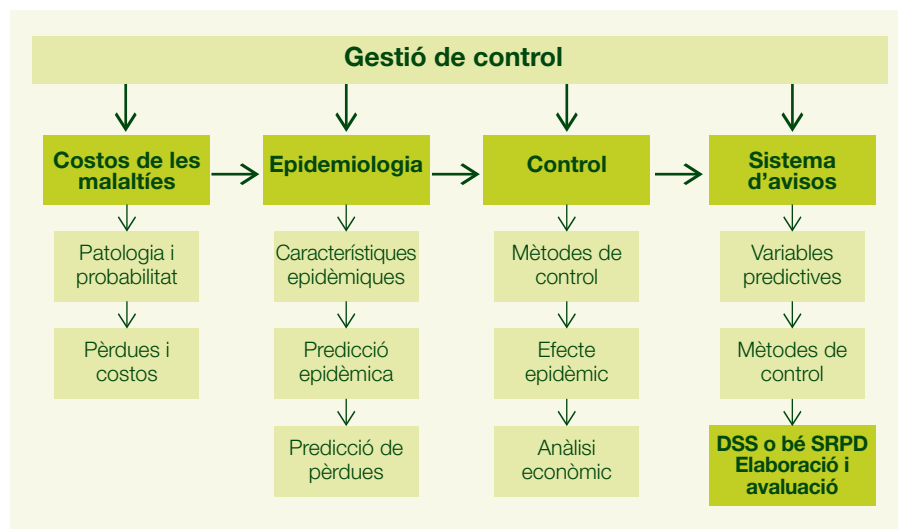 Gestió de control
Costos de les
malaltíes
Epidemiologia
Control
Sistema
d'avisos
Patologia i
probabilitat
Característiques
epidèmiques
Mètodes de
control
Variables
predictives
Pèrdues i
costos
Predicció
epidèmica
Efecte
epidèmic
Mètodes de
control
Predicció de
pèrdues
Anàlisi
econòmic
DSS o bé SRPD
Elaboració i
avaluació